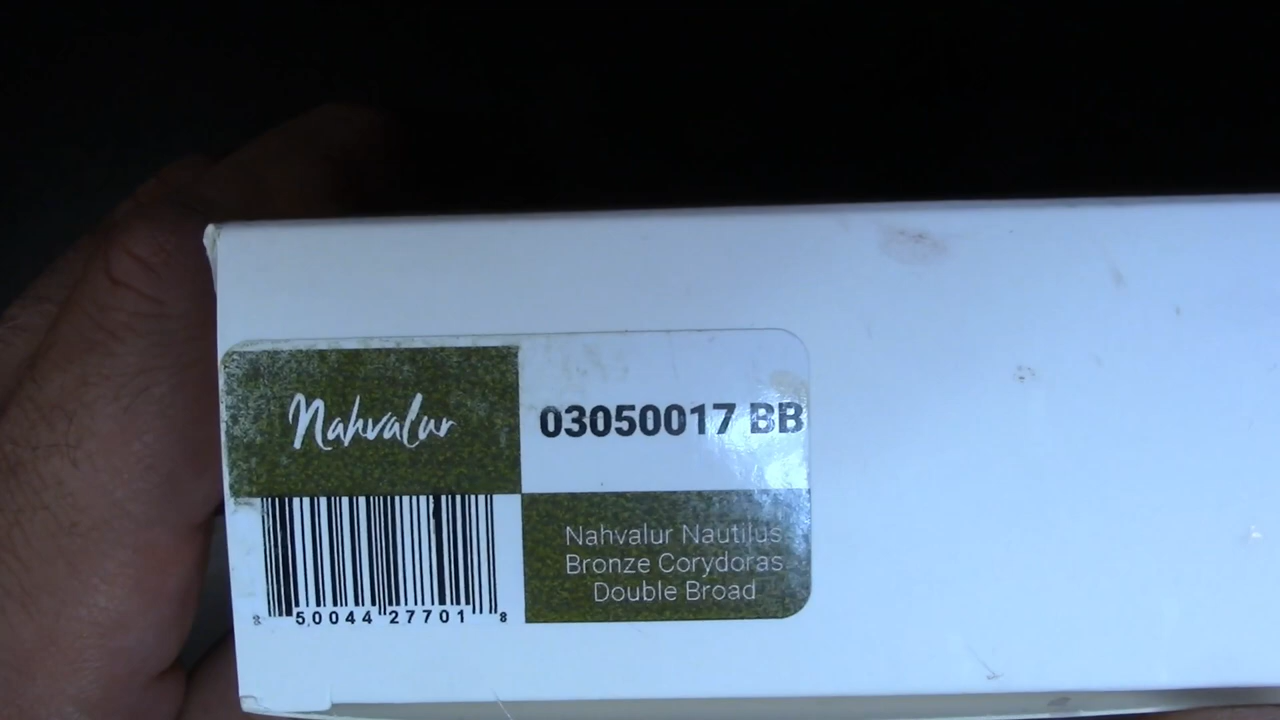 Nahvalur
03050017 BB
8 50044 27701 8
Nahvalur Nautilus
Bronze Corydoras
Double Broad